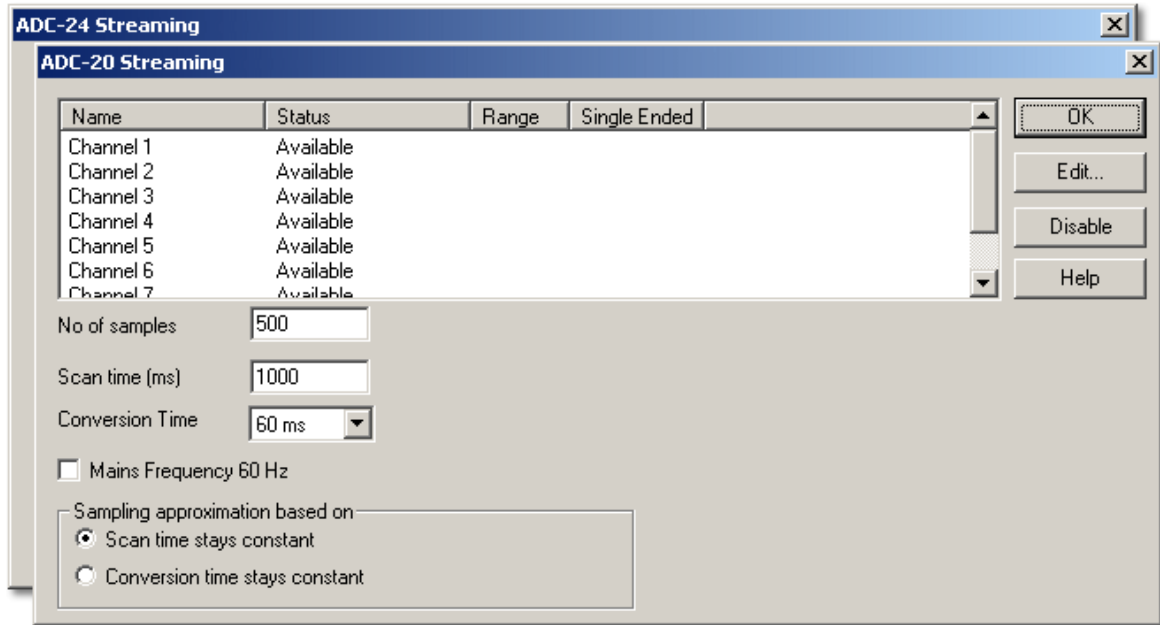 ADC-24 Streaming
ADC-20 Streaming
Name Status Range Single Ended
Channel 1 Available
Channel 2 Available
Channel 3 Available
Channel 4 Available
Channel 5 Available
Channel 6 Available
Channel 7 Available
OK
Edit...
Disable
Help
No of samples 500
Scan time (ms) 1000
Conversion Time 60 ms
Mains Frequency 60 Hz
Sampling approximation based on
Scan time stays constant
Conversion time stays constant